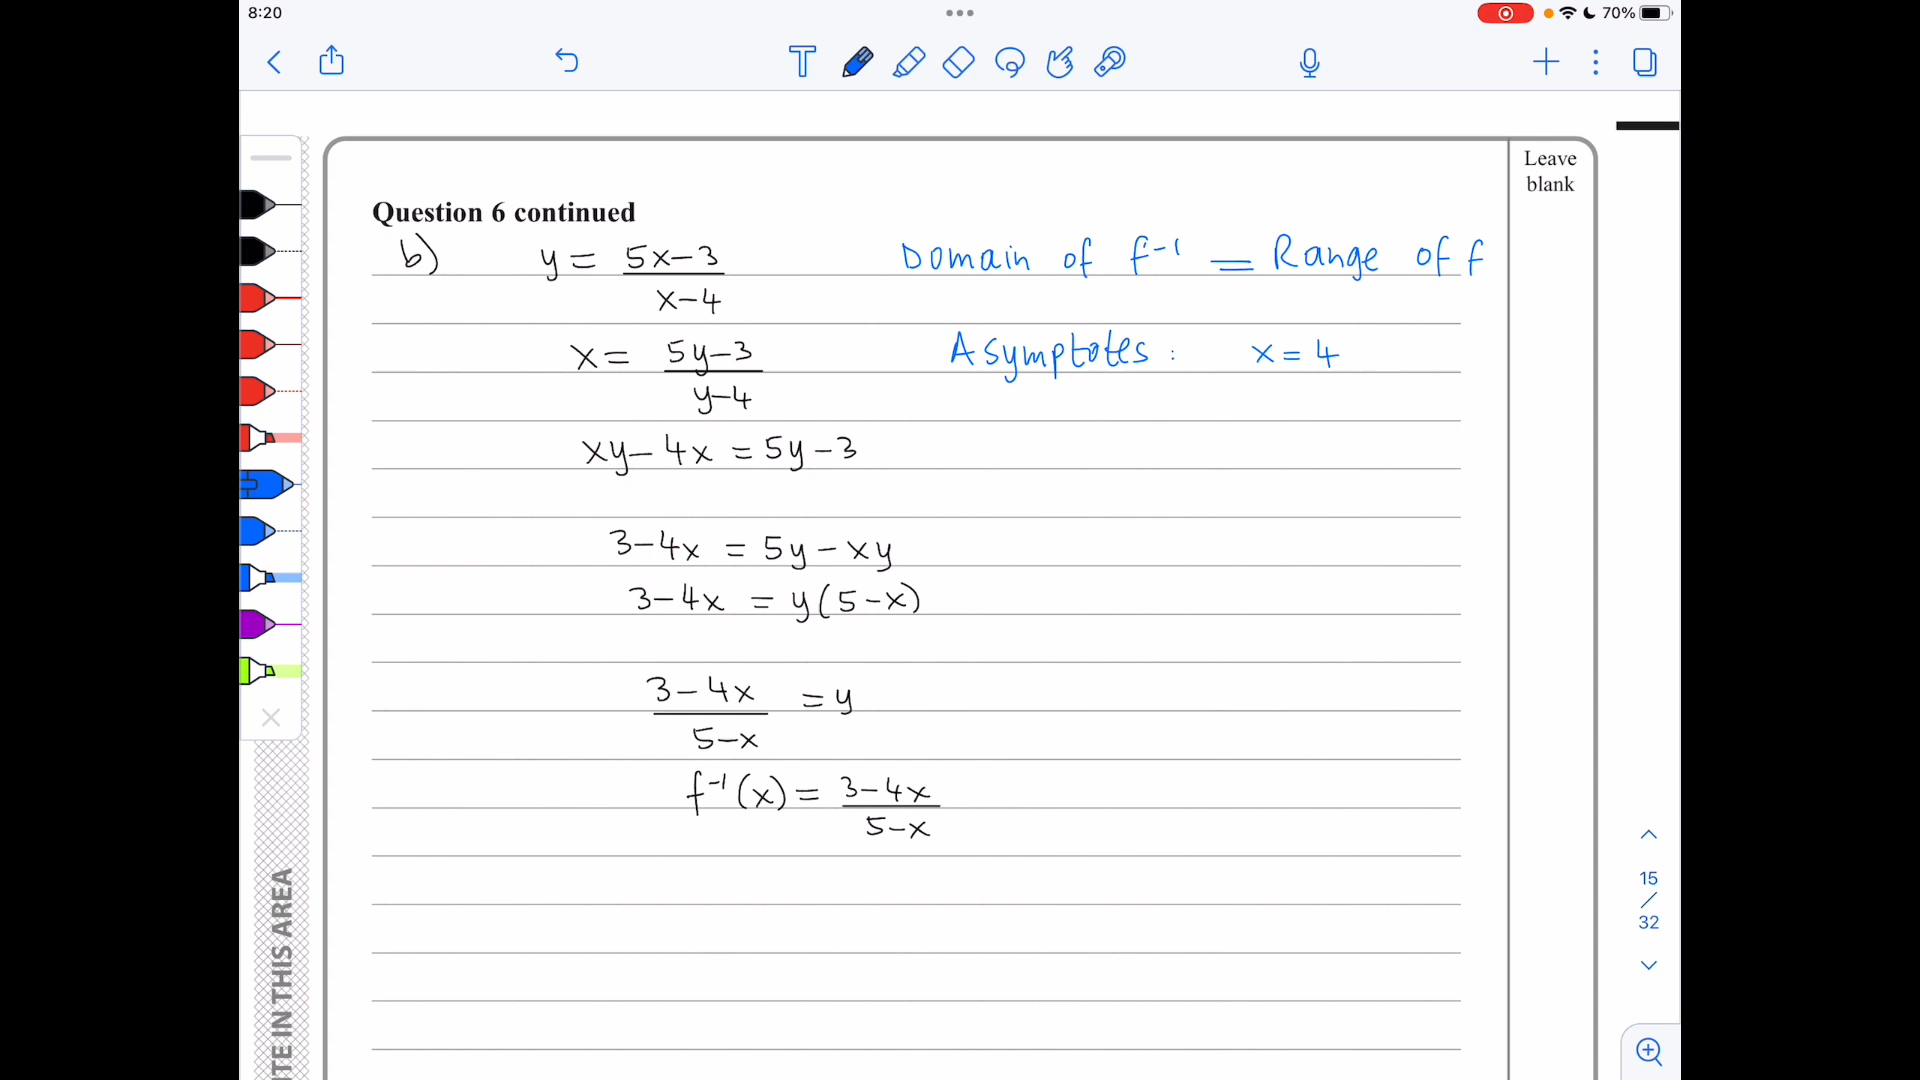 8:20
70%
Leave
blank
Question 6 continued
b) y = 5x-3
x-4
Domain of f⁻¹ = Range of f
x = 5y-3
y-4
Asymptotes : x = 4
xy - 4x = 5y - 3
3-4x = 5y - xy
3-4x = y(5-x)
3-4x = y
5-x
f⁻¹(x) = 3-4x
5-x
15
/
32
ITE IN THIS AREA